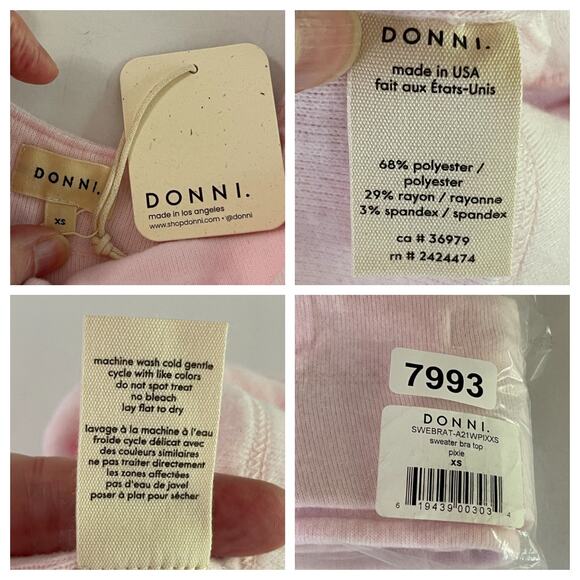 DONNI.
XS
DONNI.
made in los angeles
www.shopdonni.com • @donni
DONNI.
made in USA
fait aux États-Unis
68% polyester /
polyester
29% rayon / rayonne
3% spandex / spandex
ca # 36979
rn # 2424474
machine wash cold gentle
cycle with like colors
do not spot treat
no bleach
lay flat to dry
lavage à la machine à l'eau
froide cycle délicat avec
des couleurs similaires
ne pas traiter directement
les zones affectées
pas d'eau de javel
poser à plat pour sécher
7993
DONNI.
SWEBRAT-A21WPIXXS
sweater bra top
pixie
XS
6 19439 00303 4